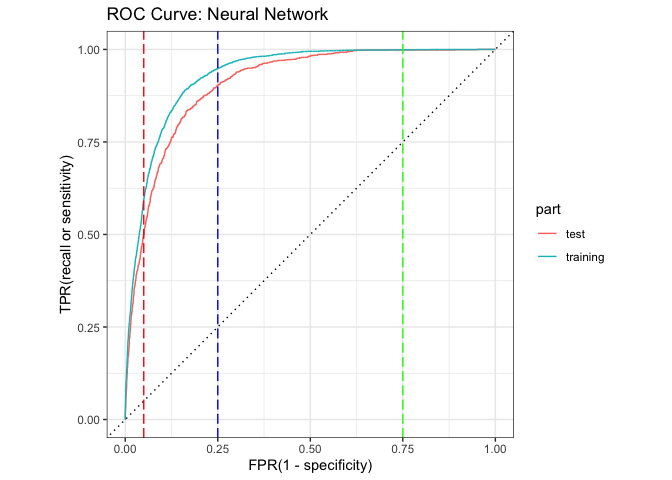 ROC Curve: Neural Network
1.00
0.75
0.50
0.25
0.00
TPR(recall or sensitivity)
0.00 0.25 0.50 0.75 1.00
FPR(1 - specificity)
part
test
training